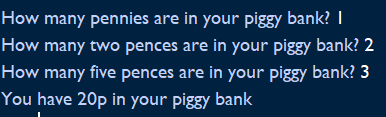 How many pennies are in your piggy bank? 1
How many two pences are in your piggy bank? 2
How many five pences are in your piggy bank? 3
You have 20p in your piggy bank